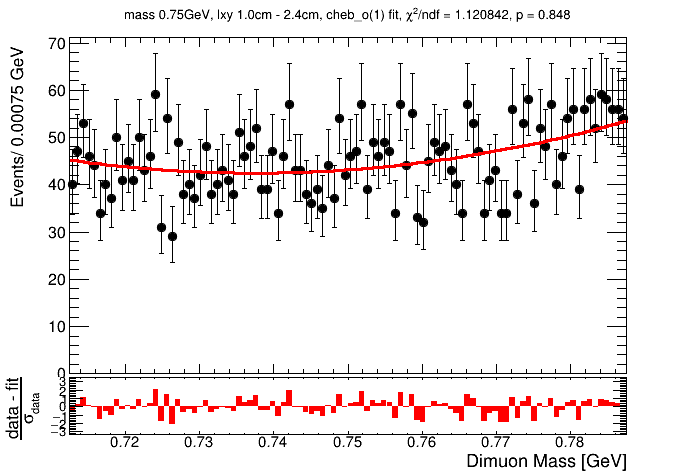 mass 0.75GeV, lxy 1.0cm - 2.4cm, cheb_o(1) fit, χ²/ndf = 1.120842, p = 0.848
Events/ 0.00075 GeV
70
60
50
40
30
20
10
0
data - fit
σdata
3
2
1
0
−1
−2
−3
0.72 0.73 0.74 0.75 0.76 0.77 0.78
Dimuon Mass [GeV]